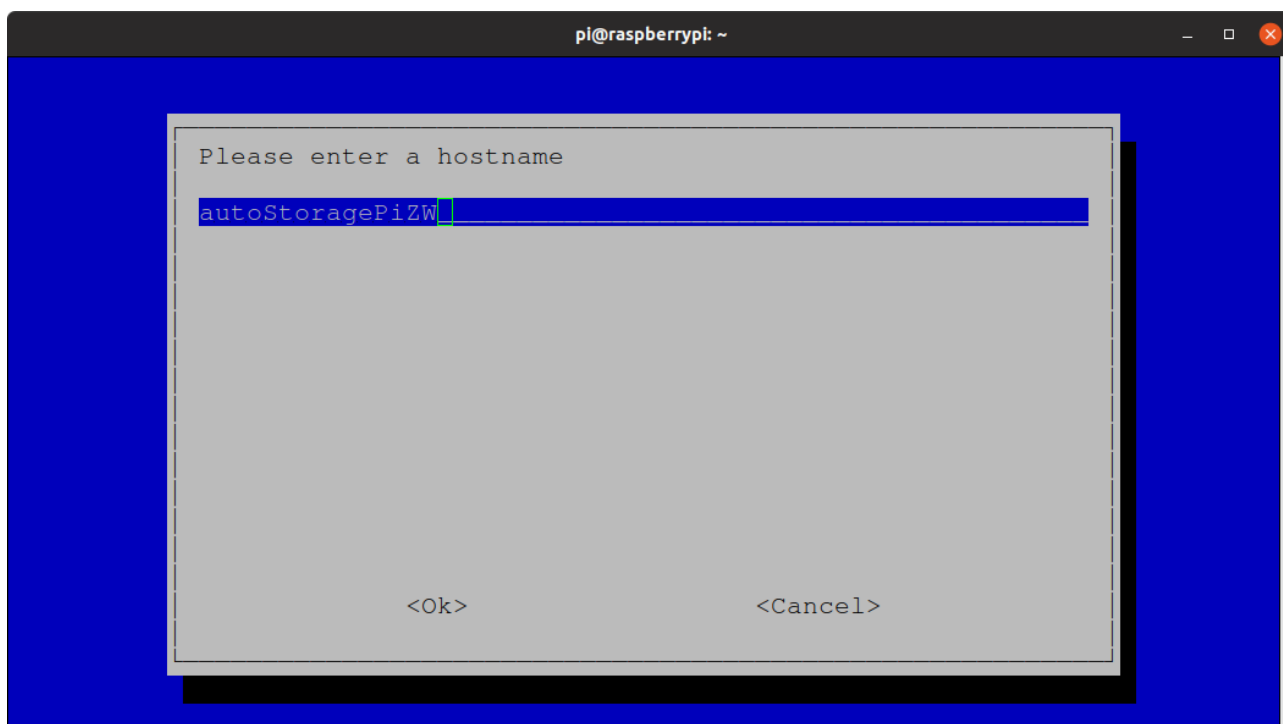 pi@raspberrypi: ~
Please enter a hostname
autoStoragePiZW
<Ok> <Cancel>